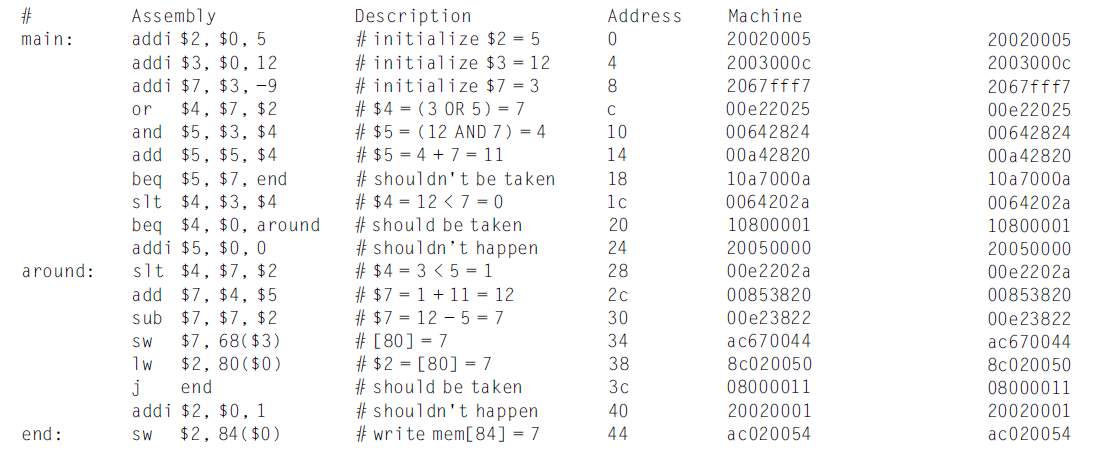 # Assembly Description Address Machine
main: addi $2, $0, 5 # initialize $2 = 5 0 20020005 20020005
addi $3, $0, 12 # initialize $3 = 12 4 2003000c 2003000c
addi $7, $3, −9 # initialize $7 = 3 8 2067fff7 2067fff7
or $4, $7, $2 # $4 = (3 OR 5) = 7 c 00e22025 00e22025
and $5, $3, $4 # $5 = (12 AND 7) = 4 10 00642824 00642824
add $5, $5, $4 # $5 = 4 + 7 = 11 14 00a42820 00a42820
beq $5, $7, end # shouldn't be taken 18 10a7000a 10a7000a
slt $4, $3, $4 # $4 = 12 < 7 = 0 1c 0064202a 0064202a
beq $4, $0, around # should be taken 20 10800001 10800001
addi $5, $0, 0 # shouldn’t happen 24 20050000 20050000
around: slt $4, $7, $2 # $4 = 3 < 5 = 1 28 00e2202a 00e2202a
add $7, $4, $5 # $7 = 1 + 11 = 12 2c 00853820 00853820
sub $7, $7, $2 # $7 = 12 − 5 = 7 30 00e23822 00e23822
sw $7, 68($3) # [80] = 7 34 ac670044 ac670044
lw $2, 80($0) # $2 = [80] = 7 38 8c020050 8c020050
j end # should be taken 3c 08000011 08000011
addi $2, $0, 1 # shouldn't happen 40 20020001 20020001
end: sw $2, 84($0) # write mem[84] = 7 44 ac020054 ac020054